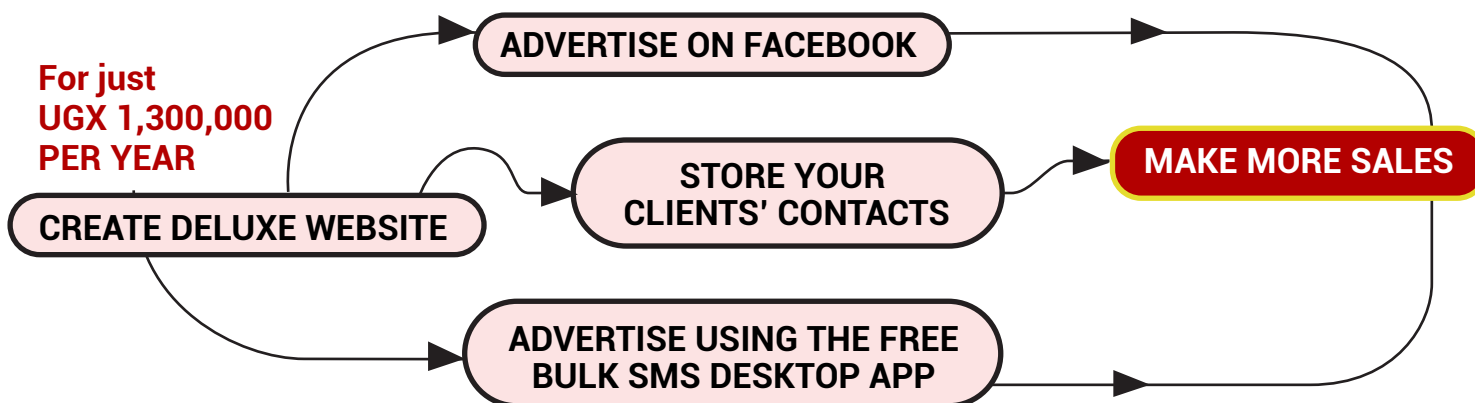 ADVERTISE ON FACEBOOK
For just
UGX 1,300,000
PER YEAR
CREATE DELUXE WEBSITE
STORE YOUR
CLIENTS' CONTACTS
MAKE MORE SALES
ADVERTISE USING THE FREE
BULK SMS DESKTOP APP